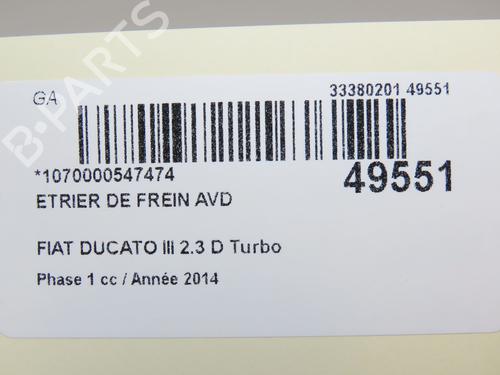 GA 33380201 49551
*1070000547474 49551
ETRIER DE FREIN AVD
FIAT DUCATO III 2.3 D Turbo
Phase 1 cc / Année 2014
B-PARTS